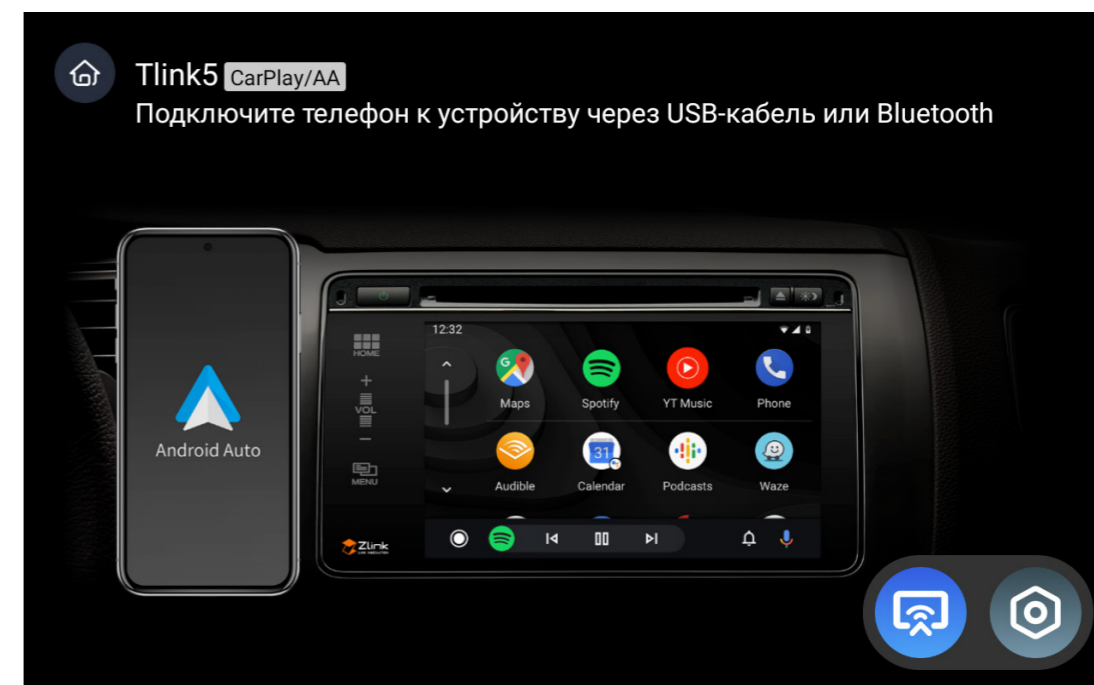 Tlink5 CarPlay/AA
Подключите телефон к устройству через USB-кабель или Bluetooth
Android Auto
HOME
VOL
MENU
Zlink
12:32
Maps Spotify YT Music Phone
31
Audible Calendar Podcasts Waze